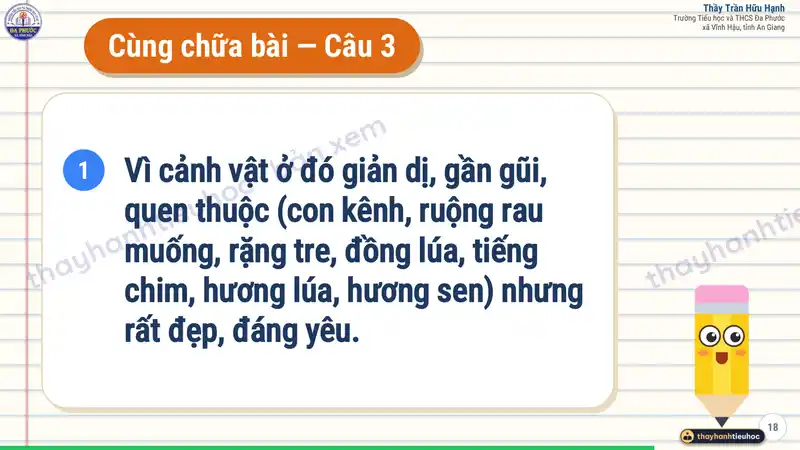 ĐA PHƯỚC
Thầy Trần Hữu Hạnh
Trường Tiểu học và THCS Đa Phước
xã Vĩnh Hậu, tỉnh An Giang
Cùng chữa bài – Câu 3
1
Vì cảnh vật ở đó giản dị, gần gũi,
quen thuộc (con kênh, ruộng rau
muống, rặng tre, đồng lúa, tiếng
chim, hương lúa, hương sen) nhưng
rất đẹp, đáng yêu.
thayhanhtieuhoc
18